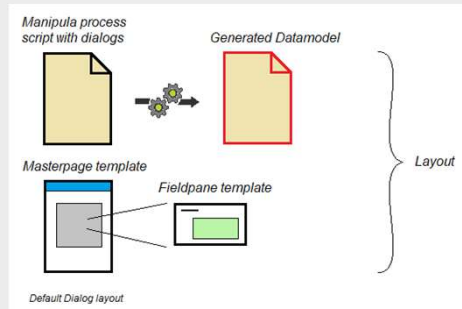 Manipula process
script with dialogs
Generated Datamodel
Masterpage template
Fieldpane template
Layout
Default Dialog layout